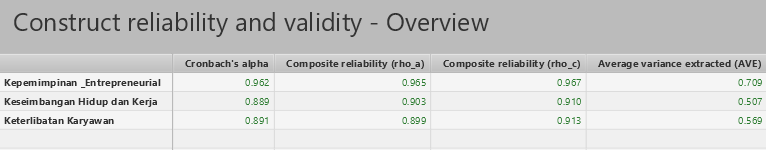 Construct reliability and validity - Overview
Cronbach's alpha Composite reliability (rho_a) Composite reliability (rho_c) Average variance extracted (AVE)
Kepemimpinan _Entrepreneurial 0.962 0.965 0.967 0.709
Keseimbangan Hidup dan Kerja 0.889 0.903 0.910 0.507
Keterlibatan Karyawan 0.891 0.899 0.913 0.569